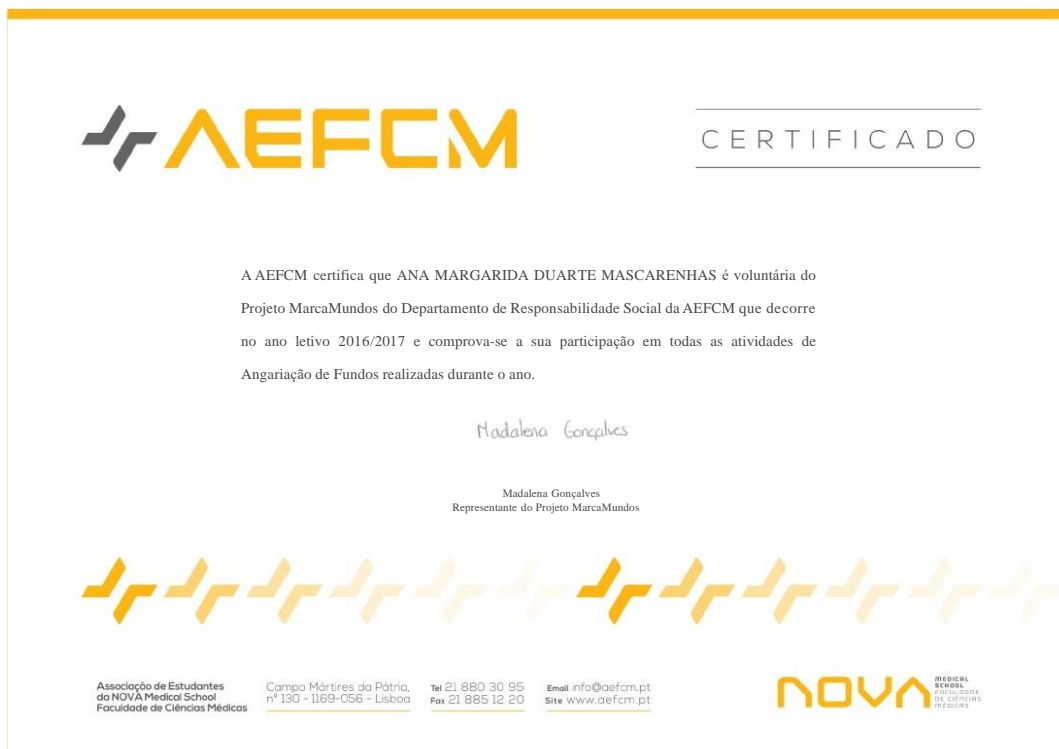 AEFCM
CERTIFICADO
A AEFCM certifica que ANA MARGARIDA DUARTE MASCARENHAS é voluntária do
Projeto MarcaMundos do Departamento de Responsabilidade Social da AEFCM que decorre
no ano letivo 2016/2017 e comprova-se a sua participação em todas as atividades de
Angariação de Fundos realizadas durante o ano.
Madalena Gonçalves
Madalena Gonçalves
Representante do Projeto MarcaMundos
Associação de Estudantes
da NOVA Medical School
Faculdade de Ciências Médicas
Campo Mártires da Pátria,
nº 130 - 1169-056 - Lisboa
Tel 21 880 30 95
Fax 21 885 12 20
Email info@aefcm.pt
Site www.aefcm.pt
NOVA
MEDICAL
SCHOOL
FACULDADE
DE CIÊNCIAS
MÉDICAS